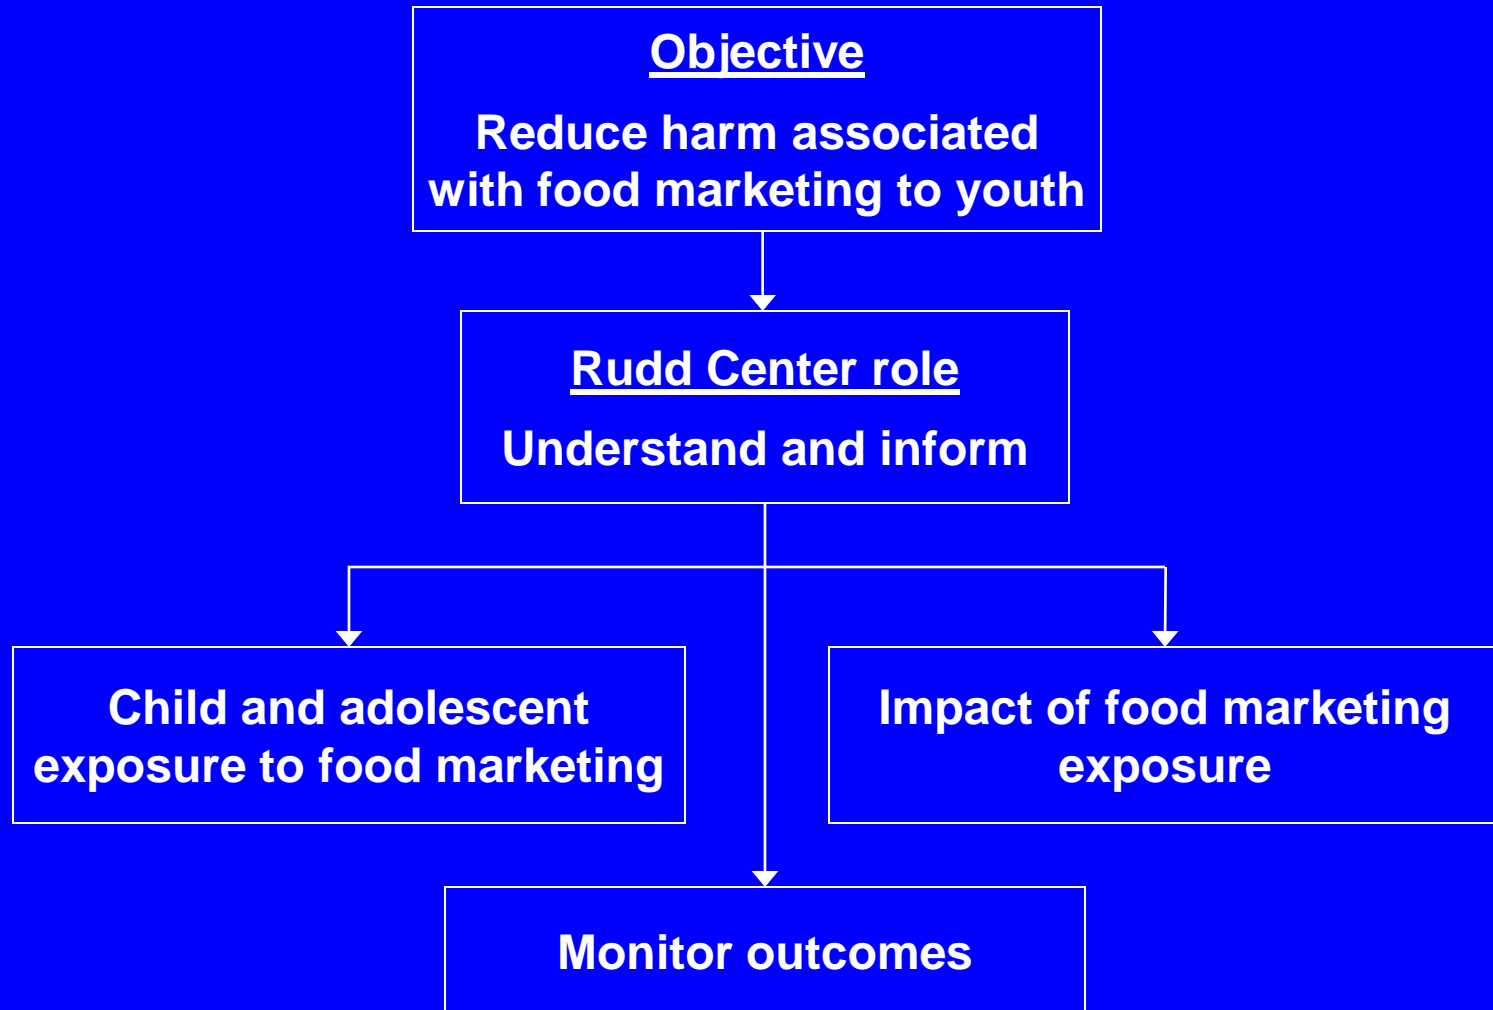 Objective
Reduce harm associated
with food marketing to youth
Rudd Center role
Understand and inform
Child and adolescent
exposure to food marketing
Impact of food marketing
exposure
Monitor outcomes